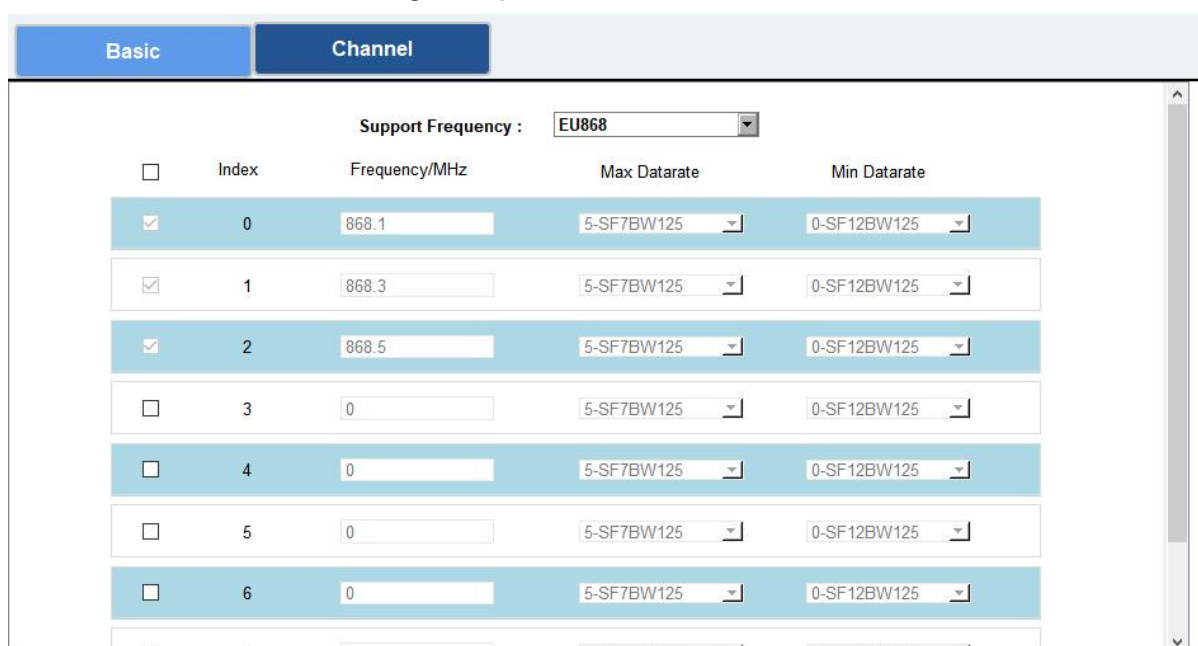 Basic Channel
Support Frequency : EU868
Index Frequency/MHz Max Datarate Min Datarate
0 868.1 5-SF7BW125 0-SF12BW125
1 868.3 5-SF7BW125 0-SF12BW125
2 868.5 5-SF7BW125 0-SF12BW125
3 0 5-SF7BW125 0-SF12BW125
4 0 5-SF7BW125 0-SF12BW125
5 0 5-SF7BW125 0-SF12BW125
6 0 5-SF7BW125 0-SF12BW125